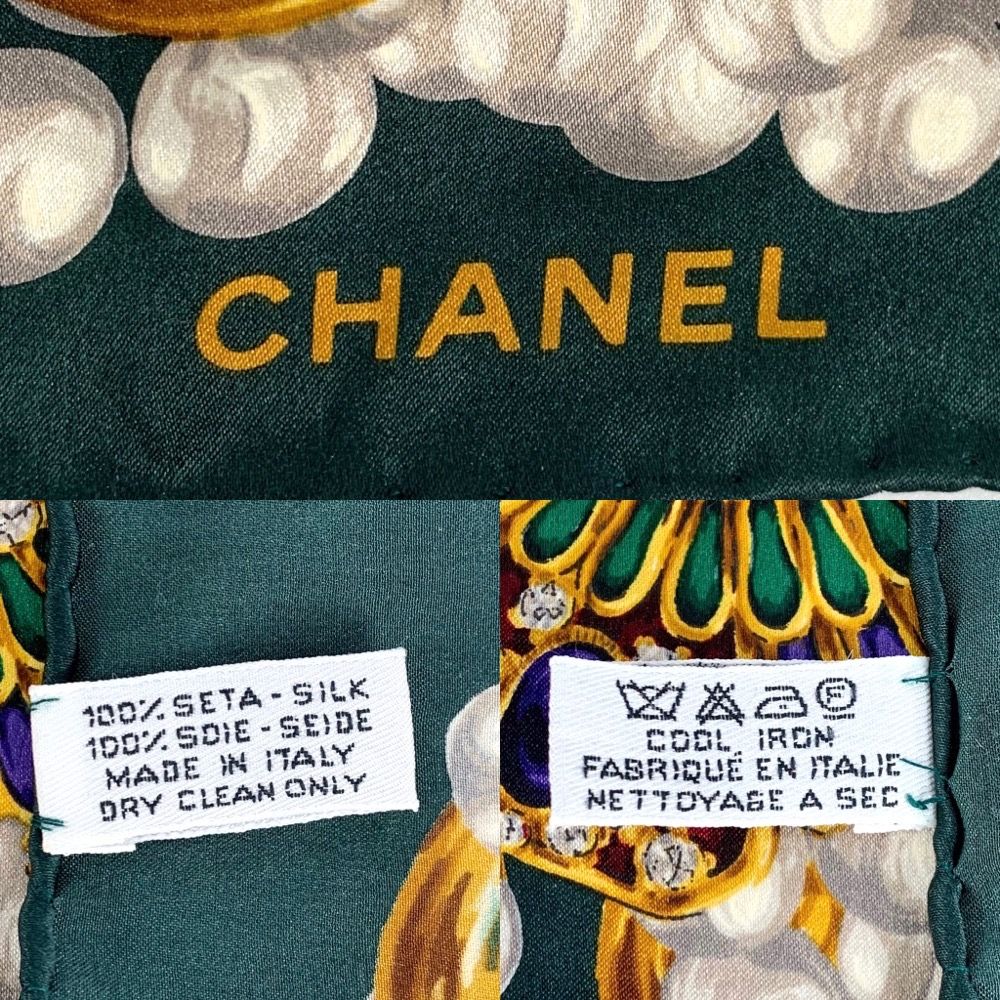 CHANEL
100% SETA - SILK
100% SOIE - SEIDE
MADE IN ITALY
DRY CLEAN ONLY
F
COOL IRON
FABRIQUÉ EN ITALIE
NETTOYAGE A SEC